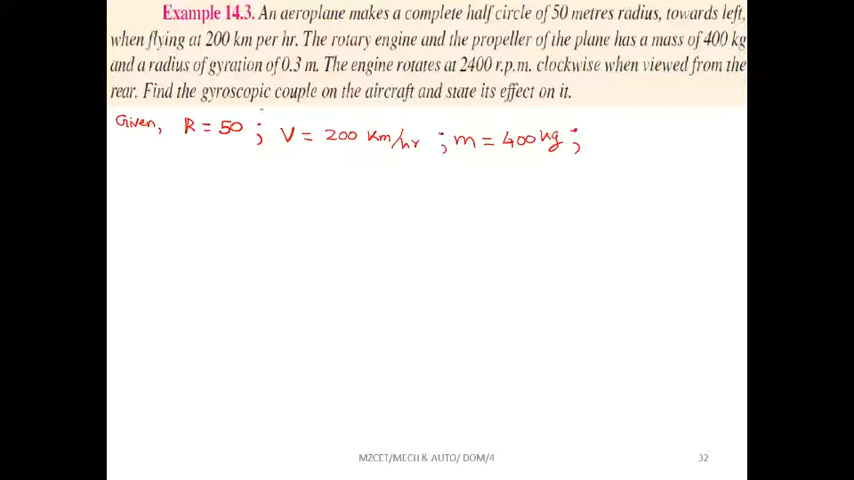 Example 14.3. An aeroplane makes a complete half circle of 50 metres radius, towards left,
when flying at 200 km per hr. The rotary engine and the propeller of the plane has a mass of 400 kg
and a radius of gyration of 0.3 m. The engine rotates at 2400 r.p.m. clockwise when viewed from the
rear. Find the gyroscopic couple on the aircraft and state its effect on it.
Given, R = 50 ; V = 200 km/hr ; m = 400 kg ;
MZCET/MECH & AUTO/ DOM/4 32